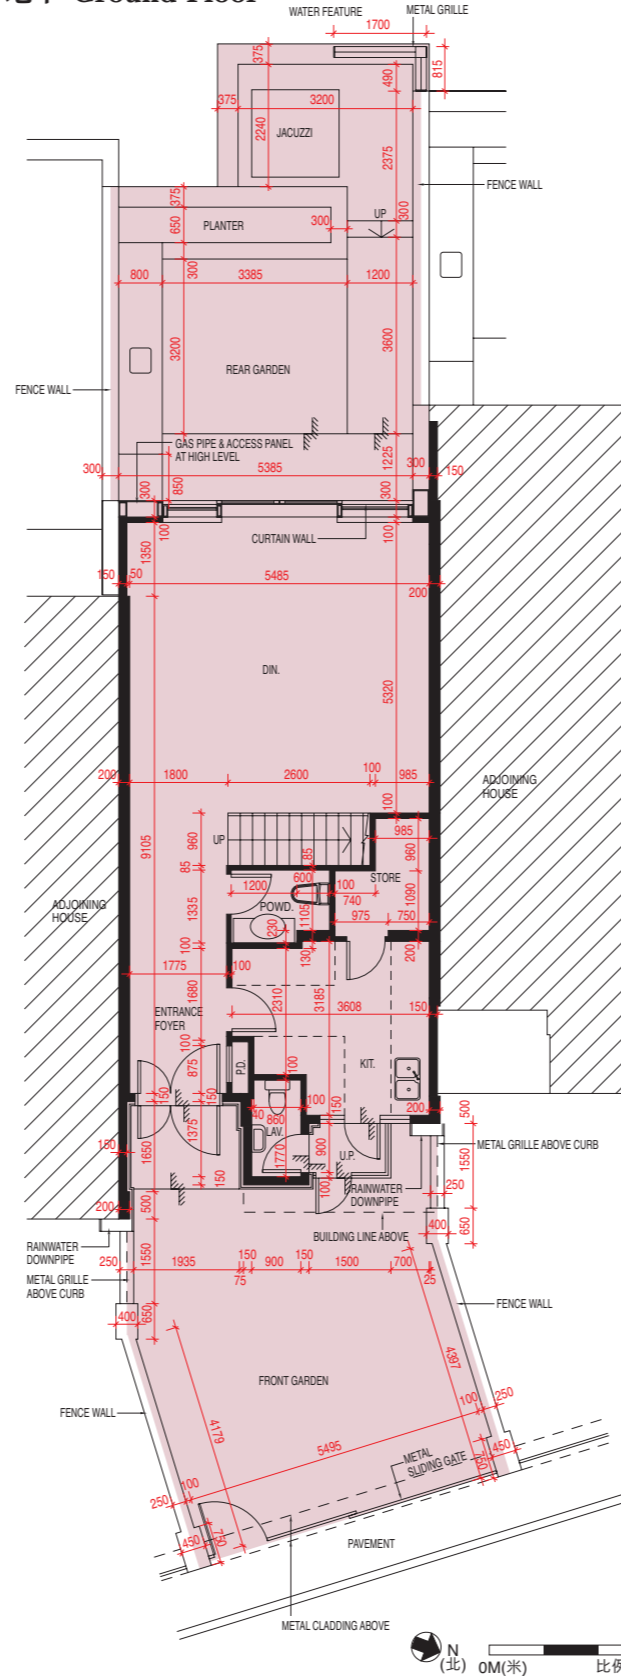 Ground Floor
WATER FEATURE
METAL GRILLE
1700
375
490
815
375
3200
2240
JACUZZI
2375
FENCE WALL
375
650
PLANTER
300
UP
300
800
300
3385
1200
3200
3600
REAR GARDEN
FENCE WALL
GAS PIPE & ACCESS PANEL
AT HIGH LEVEL
300
5385
1225
300
150
300
850
300
CURTAIN WALL
1350
100
100
150
50
5485
200
DIN.
5320
200
1800
2600
100
985
ADJOINING
HOUSE
100
960
UP
985
960
9105
85
85
STORE
1200
600
100
740
1090
1335
POWD.
1105
975
750
ADJOINING
HOUSE
230
100
130
200
1775
100
1680
2310
3185
3608
150
ENTRANCE
FOYER
100
875
P.D.
100
KIT.
150
150
40
860
100
150
200
500
1375
LAV.
900
METAL GRILLE ABOVE CURB
150
1650
1770
U.P.
1550
150
100
RAINWATER
DOWNPIPE
250
200
500
400
650
BUILDING LINE ABOVE
RAINWATER
DOWNPIPE
1550
250
1935
150
900
150
1500
700
75
25
METAL GRILLE
ABOVE CURB
400
650
FENCE WALL
4397
FRONT GARDEN
FENCE WALL
4179
100
250
5495
METAL
SLIDING GATE
450
750
100
250
450
750
PAVEMENT
METAL CLADDING ABOVE
N
(北)
0M(米)